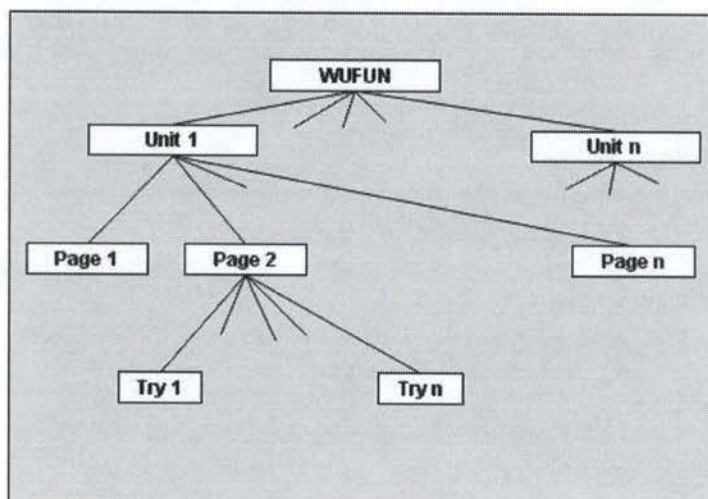 WUFUN
Unit 1
Unit n
Page 1
Page 2
Page n
Try 1
Try n